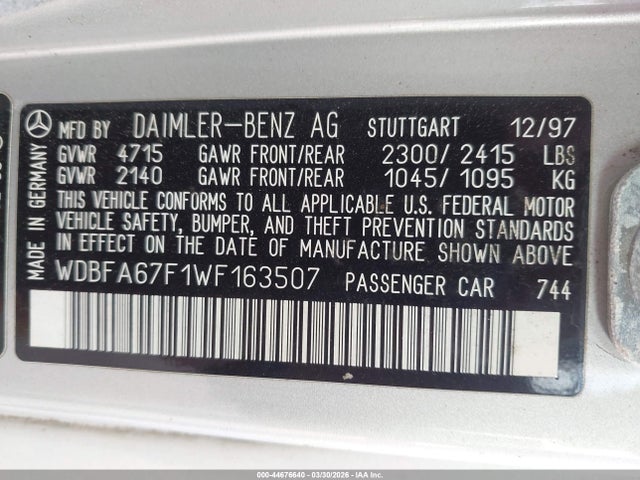 MFD BY DAIMLER-BENZ AG STUTTGART 12/97
GVWR 4715 GAWR FRONT/REAR 2300/ 2415 LBS
GVWR 2140 GAWR FRONT/REAR 1045/ 1095 KG
THIS VEHICLE CONFORMS TO ALL APPLICABLE U.S. FEDERAL MOTOR
VEHICLE SAFETY, BUMPER, AND THEFT PREVENTION STANDARDS
IN EFFECT ON THE DATE OF MANUFACTURE SHOWN ABOVE
WDBFA67F1WF163507 PASSENGER CAR 744
MADE IN GERMANY
000-44676640 - 03/30/2026 - IAA Inc.